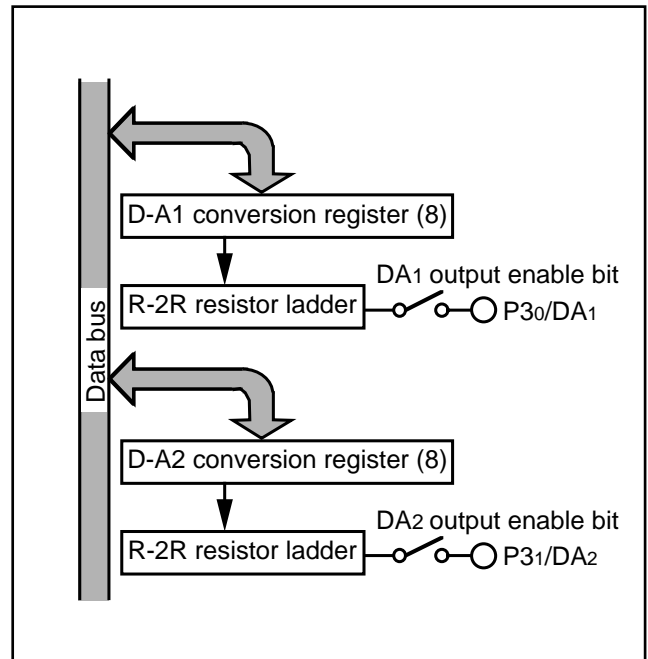 D-A1 conversion register (8)
DA1 output enable bit
R-2R resistor ladder
P30/DA1
Data bus
D-A2 conversion register (8)
DA2 output enable bit
R-2R resistor ladder
P31/DA2